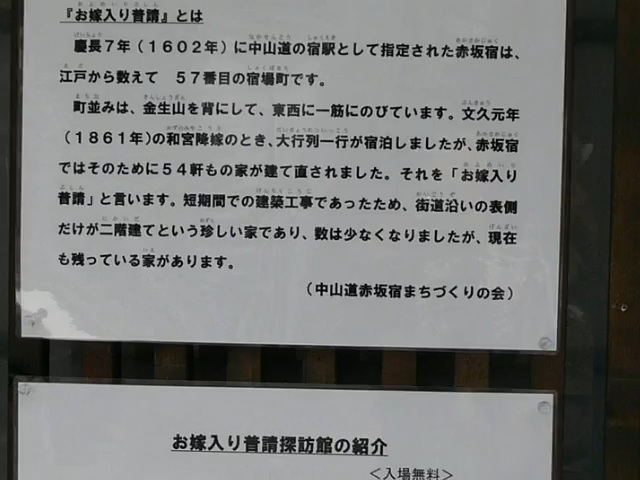 『お嫁入り普請』とは
慶長７年（１６０２年）に中山道の宿駅として指定された赤坂宿は、
江戸から数えて　５７番目の宿場町です。
町並みは、金生山を背にして、東西に一筋にのびています。文久元年
（１８６１年）の和宮降嫁のとき、大行列一行が宿泊しましたが、赤坂宿
ではそのために５４軒もの家が建て直されました。それを「お嫁入り
普請」と言います。短期間での建築工事であったため、街道沿いの表側
だけが二階建てという珍しい家であり、数は少なくなりましたが、現在
も残っている家があります。
（中山道赤坂宿まちづくりの会）
お嫁入り普請探訪館の紹介
＜入場無料＞